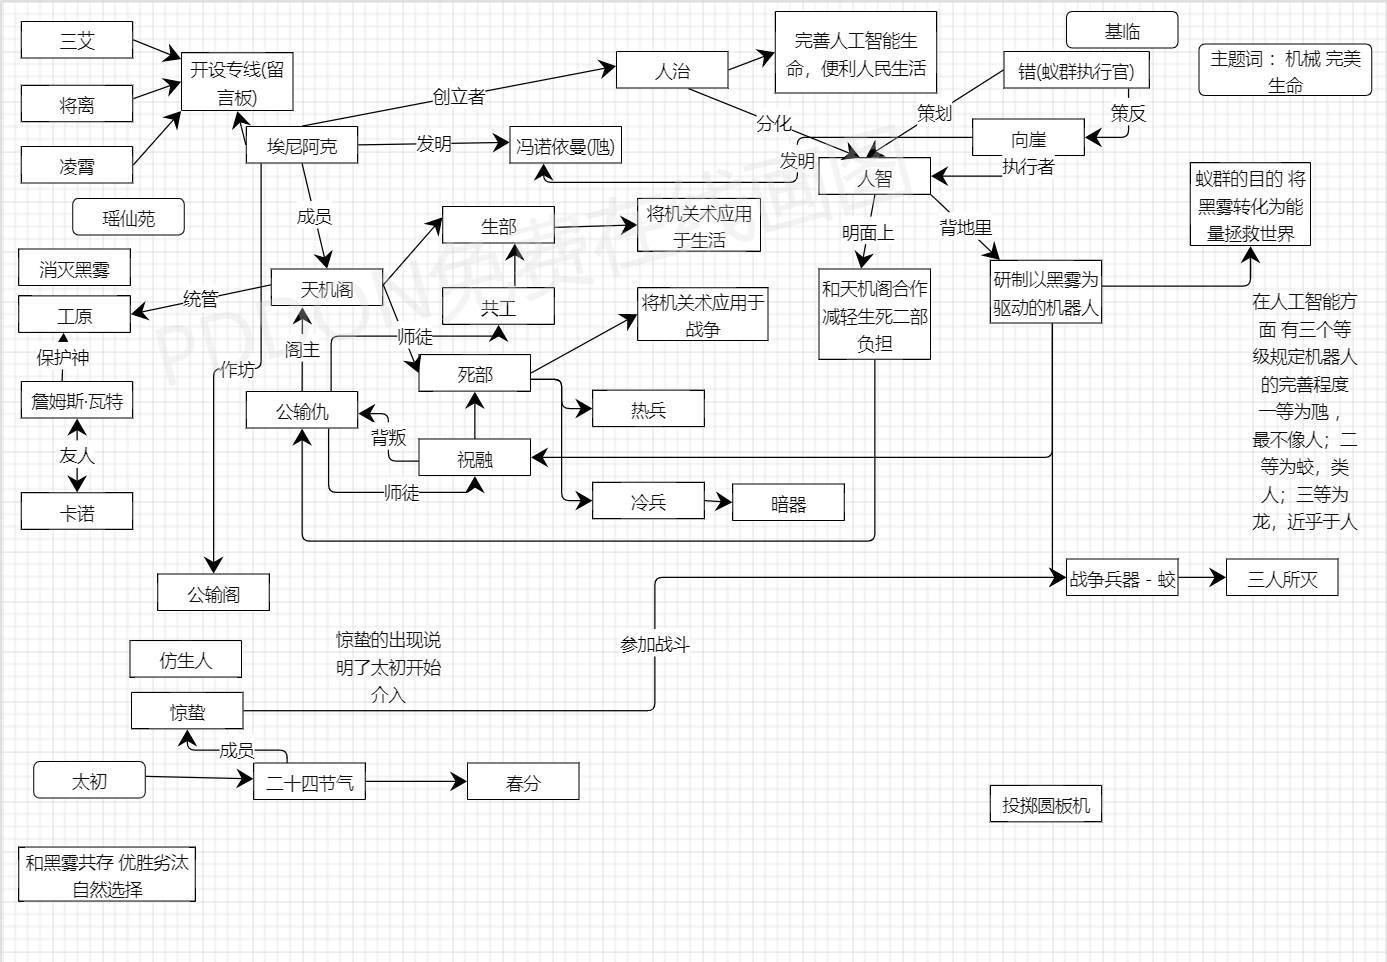 三艾
将离
凌霄
开设专线(留
言板)
埃尼阿克
创立者
发明
冯诺依曼(虺)
人治
完善人工智能生
命，便利人民生活
基临
错(蚁群执行官)
主题词 ：机械 完美
生命
分化
策划
策反
向崖
执行者
发明
人智
瑶仙苑
消灭黑雾
工原
统管
保护神
詹姆斯·瓦特
友人
卡诺
成员
天机阁
阁主
公输仇
作坊
公输阁
生部
将机关术应用
于生活
共工
师徒
将机关术应用于
战争
死部
热兵
背叛
祝融
师徒
冷兵
暗器
明面上
背地里
和天机阁合作
减轻生死二部
负担
研制以黑雾为
驱动的机器人
蚁群的目的 将
黑雾转化为能
量拯救世界
在人工智能方
面 有三个等
级规定机器人
的完善程度
一等为虺，
最不像人；二
等为蛟，类
人；三等为
龙，近乎于人
战争兵器－蛟
三人所灭
参加战斗
仿生人
惊蛰的出现说
明了太初开始
介入
惊蛰
成员
太初
二十四节气
春分
投掷圆板机
和黑雾共存 优胜劣汰
自然选择